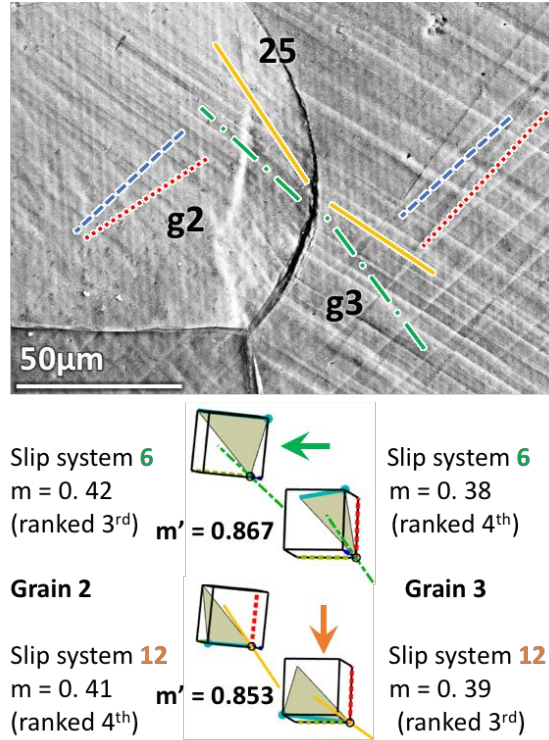 25
g2
g3
50µm
Slip system 6
m = 0. 42
(ranked 3rd)
m' = 0.867
Slip system 6
m = 0. 38
(ranked 4th)
Grain 2
Grain 3
Slip system 12
m = 0. 41
(ranked 4th)
m' = 0.853
Slip system 12
m = 0. 39
(ranked 3rd)